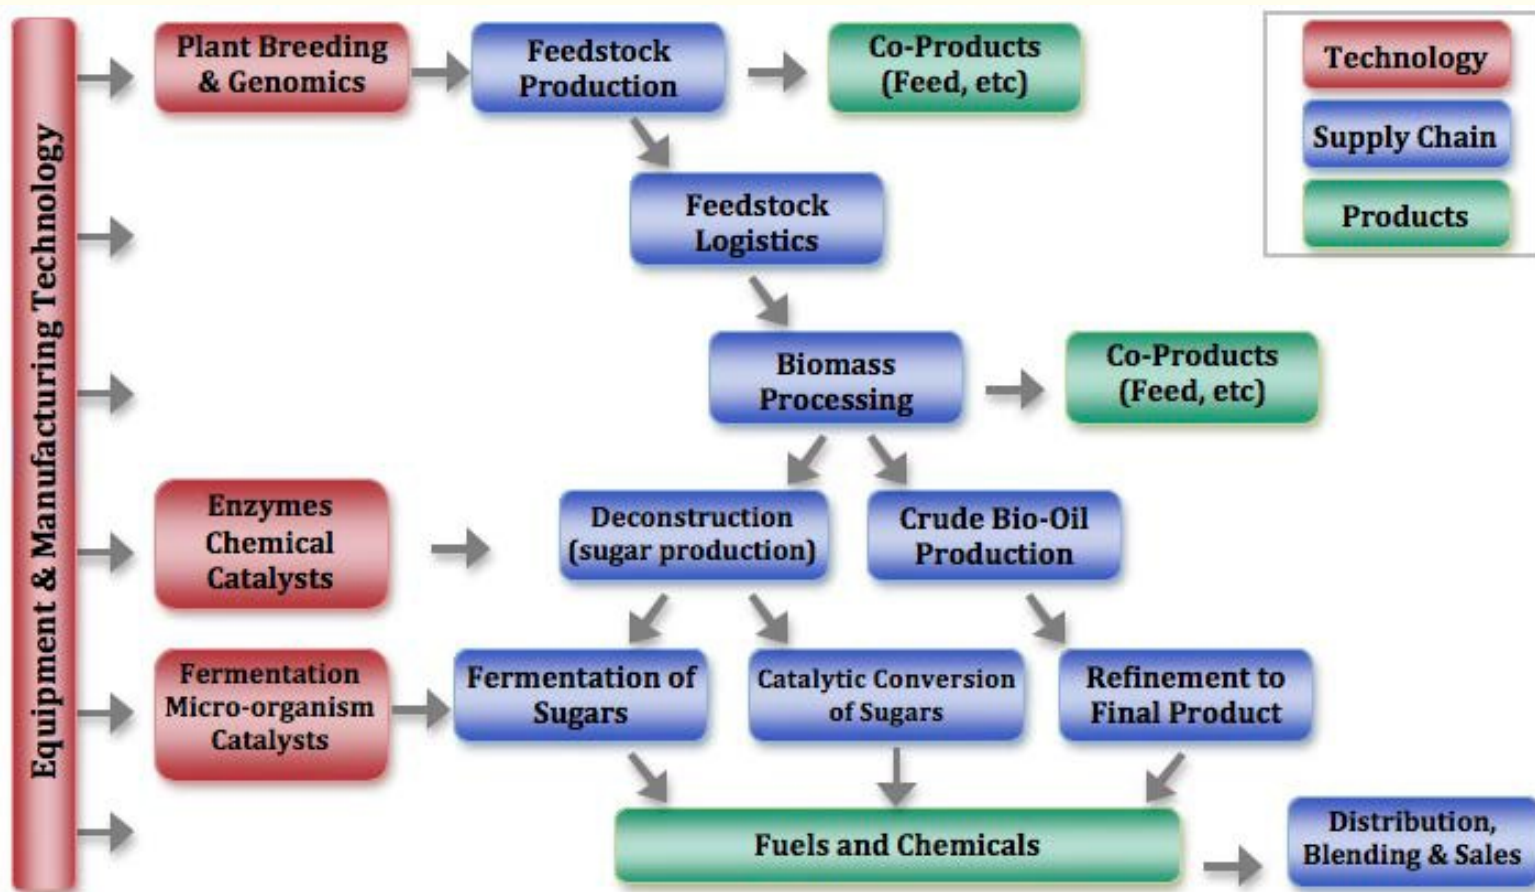 Equipment & Manufacturing Technology
Plant Breeding
& Genomics
Feedstock
Production
Co-Products
(Feed, etc)
Technology
Supply Chain
Products
Feedstock
Logistics
Biomass
Processing
Co-Products
(Feed, etc)
Enzymes
Chemical
Catalysts
Deconstruction
(sugar production)
Crude Bio-Oil
Production
Fermentation
Micro-organism
Catalysts
Fermentation of
Sugars
Catalytic Conversion
of Sugars
Refinement to
Final Product
Fuels and Chemicals
Distribution,
Blending & Sales